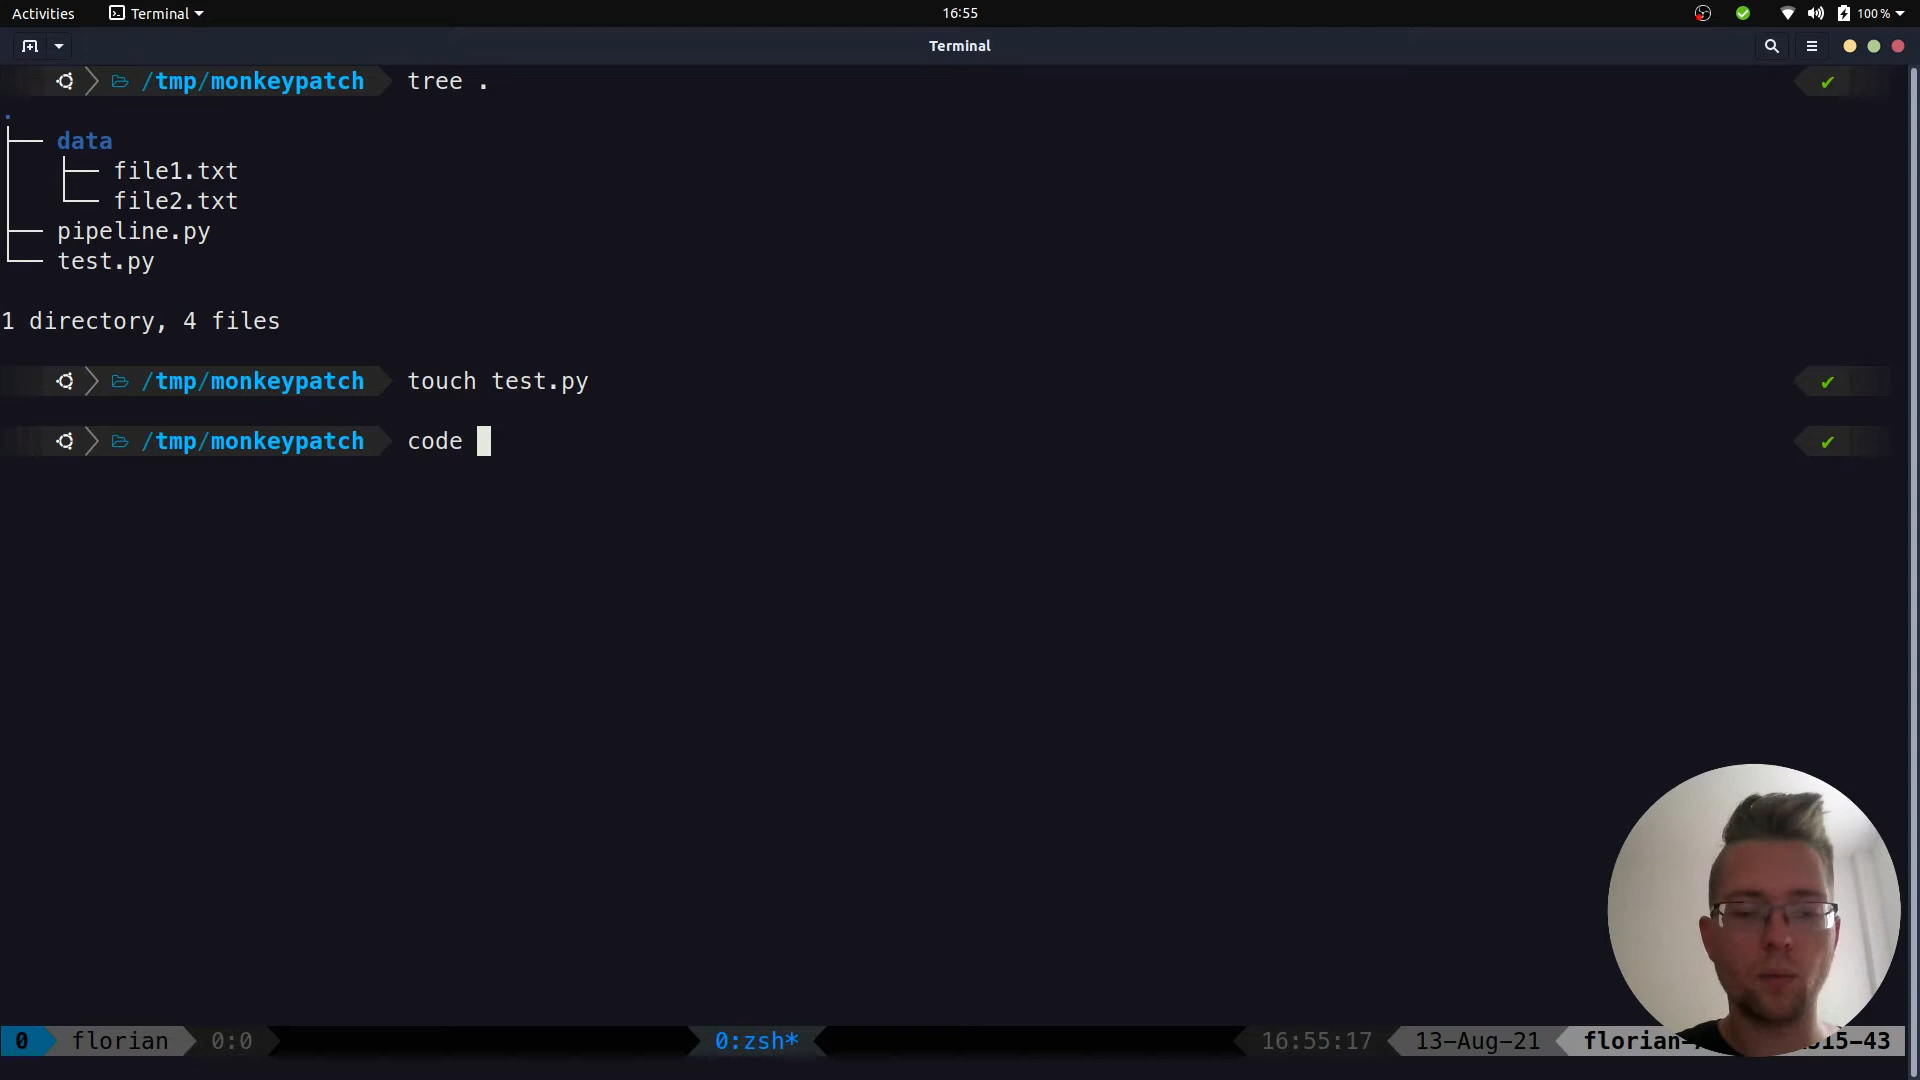 Activities Terminal 16:55 100 %
Terminal
/tmp/monkeypatch tree .
.
data
file1.txt
file2.txt
pipeline.py
test.py
1 directory, 4 files
/tmp/monkeypatch touch test.py
/tmp/monkeypatch code
0 florian 0:0 0:zsh* 16:55:17 13-Aug-21 florian- 515-43